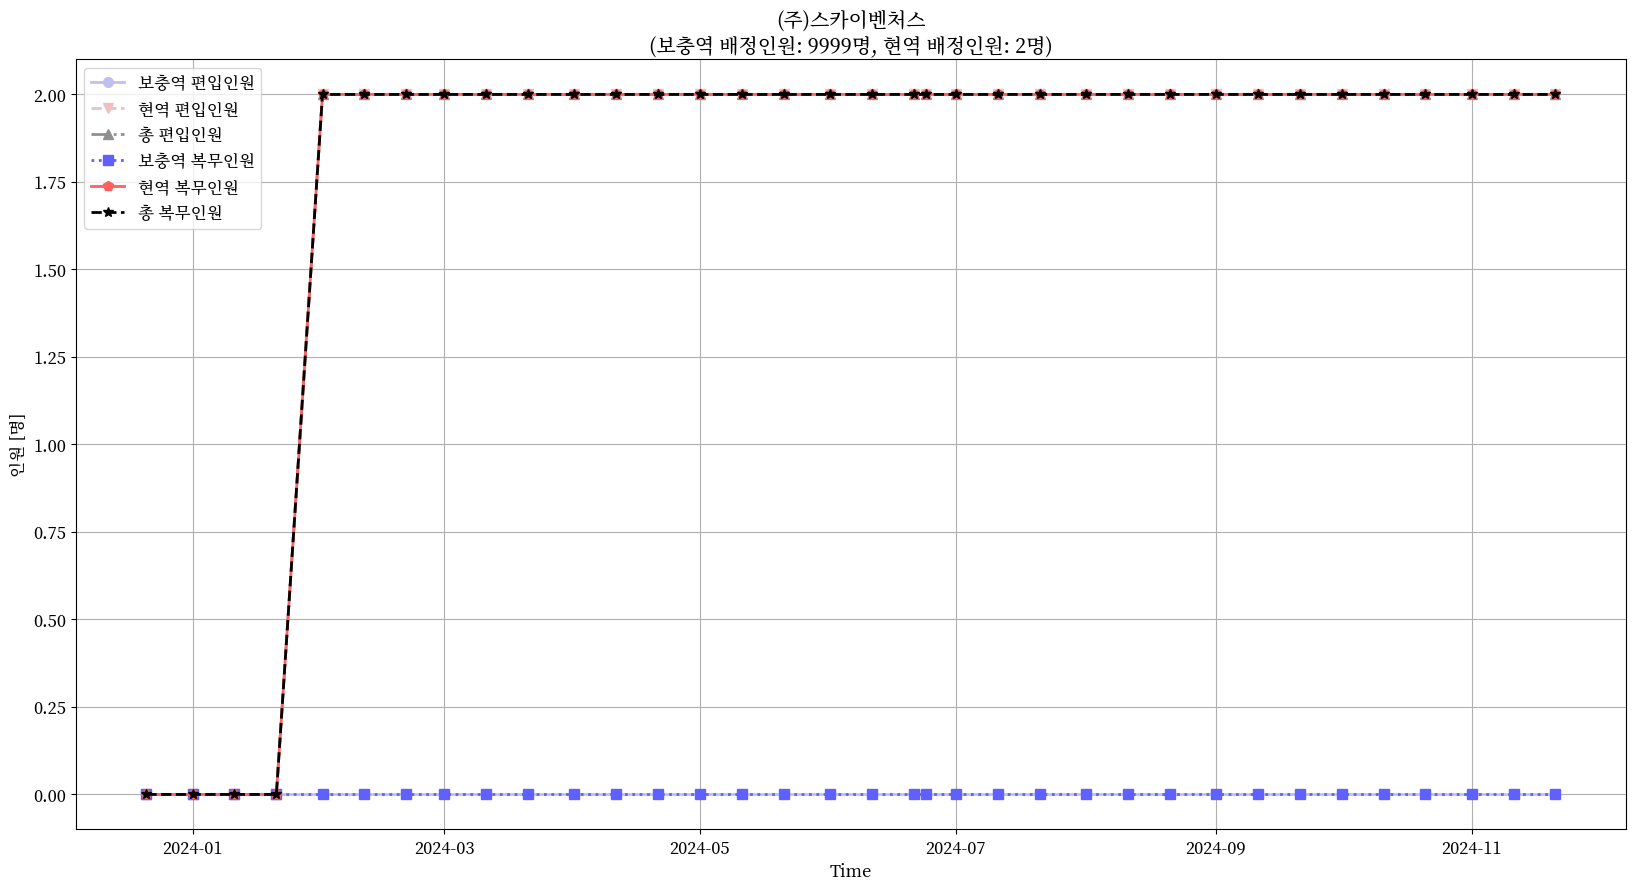 (주)스카이벤처스
(보충역 배정인원: 9999명, 현역 배정인원: 2명)
보충역 편입인원
현역 편입인원
총 편입인원
보충역 복무인원
현역 복무인원
총 복무인원
2.00
1.75
1.50
1.25
1.00
0.75
0.50
0.25
0.00
인원 [명]
2024-01 2024-03 2024-05 2024-07 2024-09 2024-11
Time